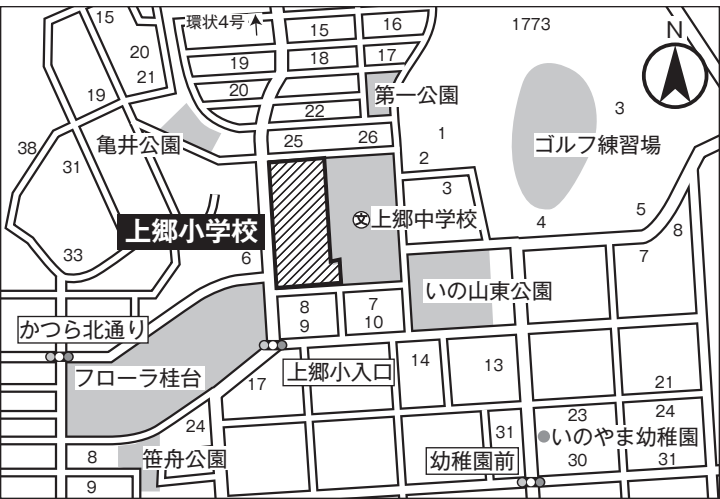 15
環状4号
15
16
1773
N
20
21
19
18
17
19
20
22
第一公園
3
38
31
亀井公園
25
26
1
2
ゴルフ練習場
3
上郷小学校
文
上郷中学校
4
5
8
33
6
7
いの山東公園
8
9
7
10
かつら北通り
フローラ桂台
17
上郷小入口
14
13
21
24
笹舟公園
31
23
24
いのやま幼稚園
8
幼稚園前
30
31
9